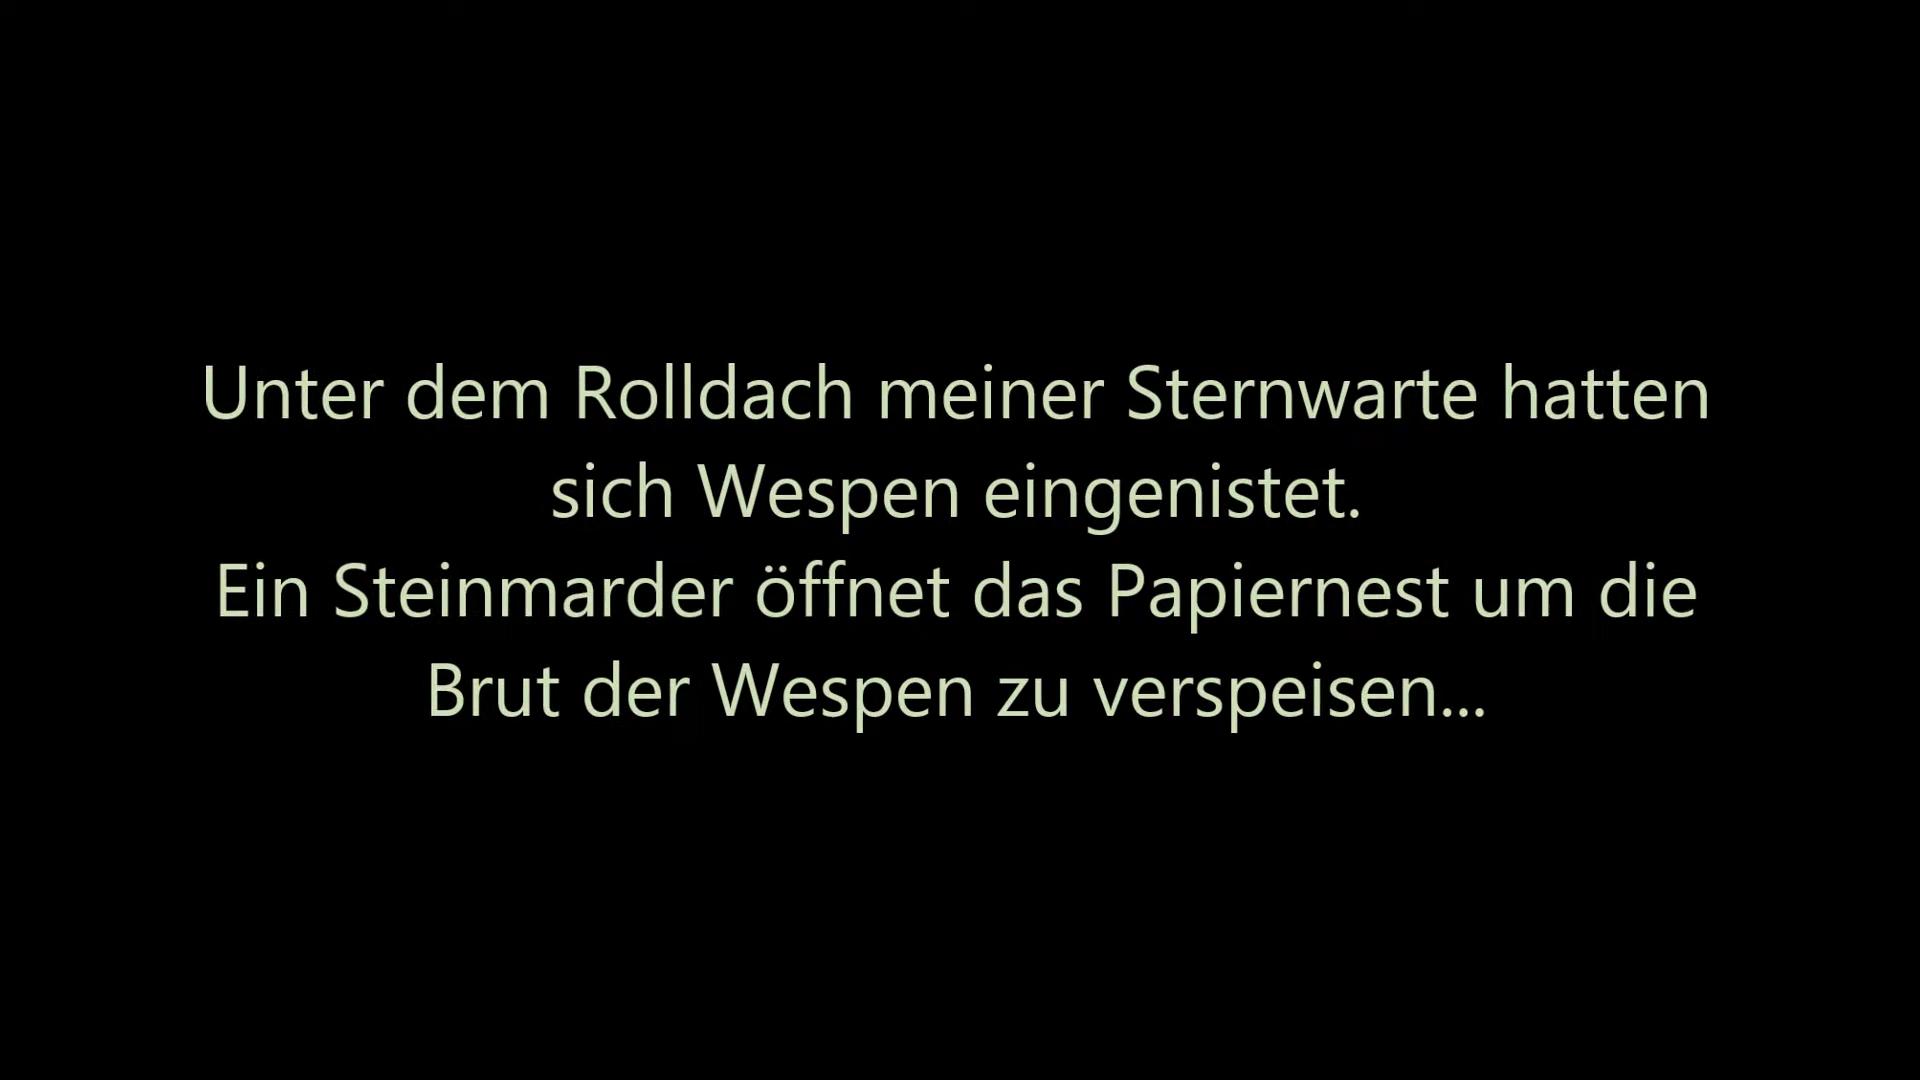 Unter dem Rolldach meiner Sternwarte hatten
sich Wespen eingenistet.
Ein Steinmarder öffnet das Papiernest um die
Brut der Wespen zu verspeisen...